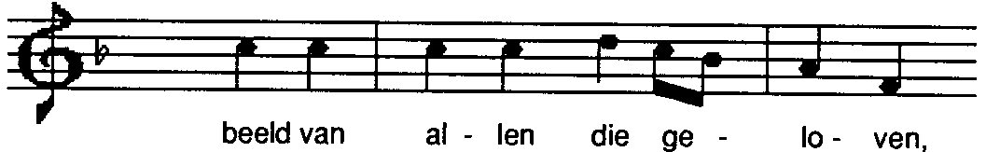 beeld van al - len die ge - lo - ven,